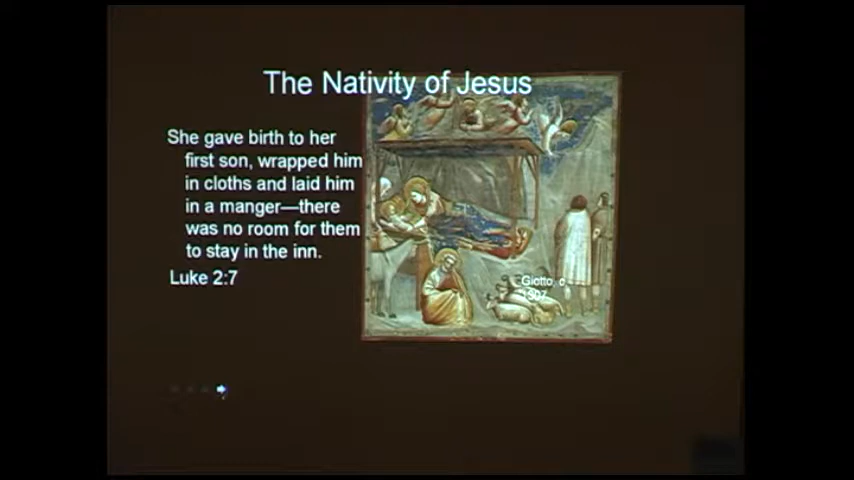 The Nativity of Jesus
She gave birth to her
first son, wrapped him
in cloths and laid him
in a manger—there
was no room for them
to stay in the inn.
Luke 2:7
Giotto, c
1307